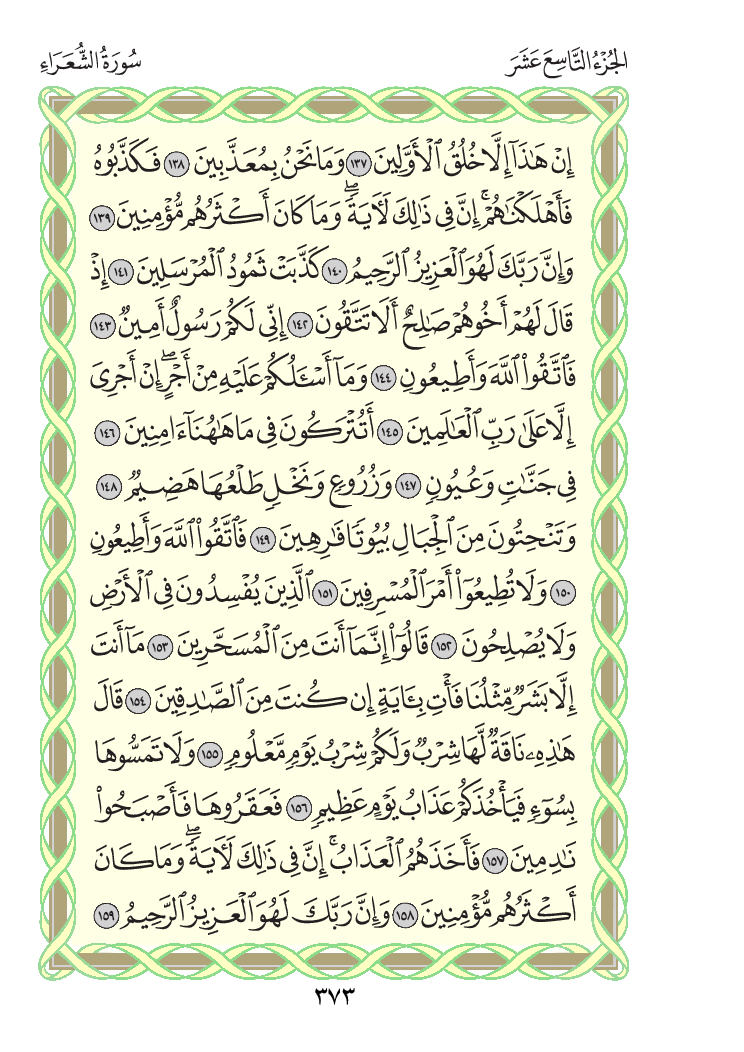 الجُزْءُ التَّاسِعَ عَشَرَ
سُورَةُ الشُّعَرَاءِ
إِنْ هَٰذَآ إِلَّا خُلُقُ ٱلْأَوَّلِينَ ١٣٧ وَمَا نَحْنُ بِمُعَذَّبِينَ ١٣٨ فَكَذَّبُوهُ
فَأَهْلَكْنَٰهُمْ ۗ إِنَّ فِى ذَٰلِكَ لَءَايَةً ۖ وَمَا كَانَ أَكْثَرُهُم مُّؤْمِنِينَ ١٣٩
وَإِنَّ رَبَّكَ لَهُوَ ٱلْعَزِيزُ ٱلرَّحِيمُ ١٤٠ كَذَّبَتْ ثَمُودُ ٱلْمُرْسَلِينَ ١٤١ إِذْ
قَالَ لَهُمْ أَخُوهُمْ صَٰلِحٌ أَلَا تَتَّقُونَ ١٤٢ إِنِّى لَكُمْ رَسُولٌ أَمِينٌ ١٤٣
فَٱتَّقُوا۟ ٱللَّهَ وَأَطِيعُونِ ١٤٤ وَمَآ أَسْـَٔلُكُمْ عَلَيْهِ مِنْ أَجْرٍ ۖ إِنْ أَجْرِىَ
إِلَّا عَلَىٰ رَبِّ ٱلْعَٰلَمِينَ ١٤٥ أَتُتْرَكُونَ فِى مَا هَٰهُنَآ ءَامِنِينَ ١٤٦
فِى جَنَّٰتٍ وَعُيُونٍ ١٤٧ وَزُرُوعٍ وَنَخْلٍ طَلْعُهَا هَضِيمٌ ١٤٨
وَتَنْحِتُونَ مِنَ ٱلْجِبَالِ بُيُوتًا فَٰرِهِينَ ١٤٩ فَٱتَّقُوا۟ ٱللَّهَ وَأَطِيعُونِ
١٥٠ وَلَا تُطِيعُوٓا۟ أَمْرَ ٱلْمُسْرِفِينَ ١٥١ ٱلَّذِينَ يُفْسِدُونَ فِى ٱلْأَرْضِ
وَلَا يُصْلِحُونَ ١٥٢ قَالُوٓا۟ إِنَّمَآ أَنتَ مِنَ ٱلْمُسَحَّرِينَ ١٥٣ مَآ أَنتَ
إِلَّا بَشَرٌ مِّثْلُنَا فَأْتِ بِـَٔايَةٍ إِن كُنتَ مِنَ ٱلصَّٰدِقِينَ ١٥٤ قَالَ
هَٰذِهِۦ نَاقَةٌ لَّهَا شِرْبٌ وَلَكُمْ شِرْبُ يَوْمٍ مَّعْلُومٍ ١٥٥ وَلَا تَمَسُّوهَا
بِسُوٓءٍ فَيَأْخُذَكُمْ عَذَابُ يَوْمٍ عَظِيمٍ ١٥٦ فَعَقَرُوهَا فَأَصْبَحُوا۟
نَٰدِمِينَ ١٥٧ فَأَخَذَهُمُ ٱلْعَذَابُ ۗ إِنَّ فِى ذَٰلِكَ لَءَايَةً ۖ وَمَا كَانَ
أَكْثَرُهُم مُّؤْمِنِينَ ١٥٨ وَإِنَّ رَبَّكَ لَهُوَ ٱلْعَزِيزُ ٱلرَّحِيمُ ١٥٩
٣٧٣